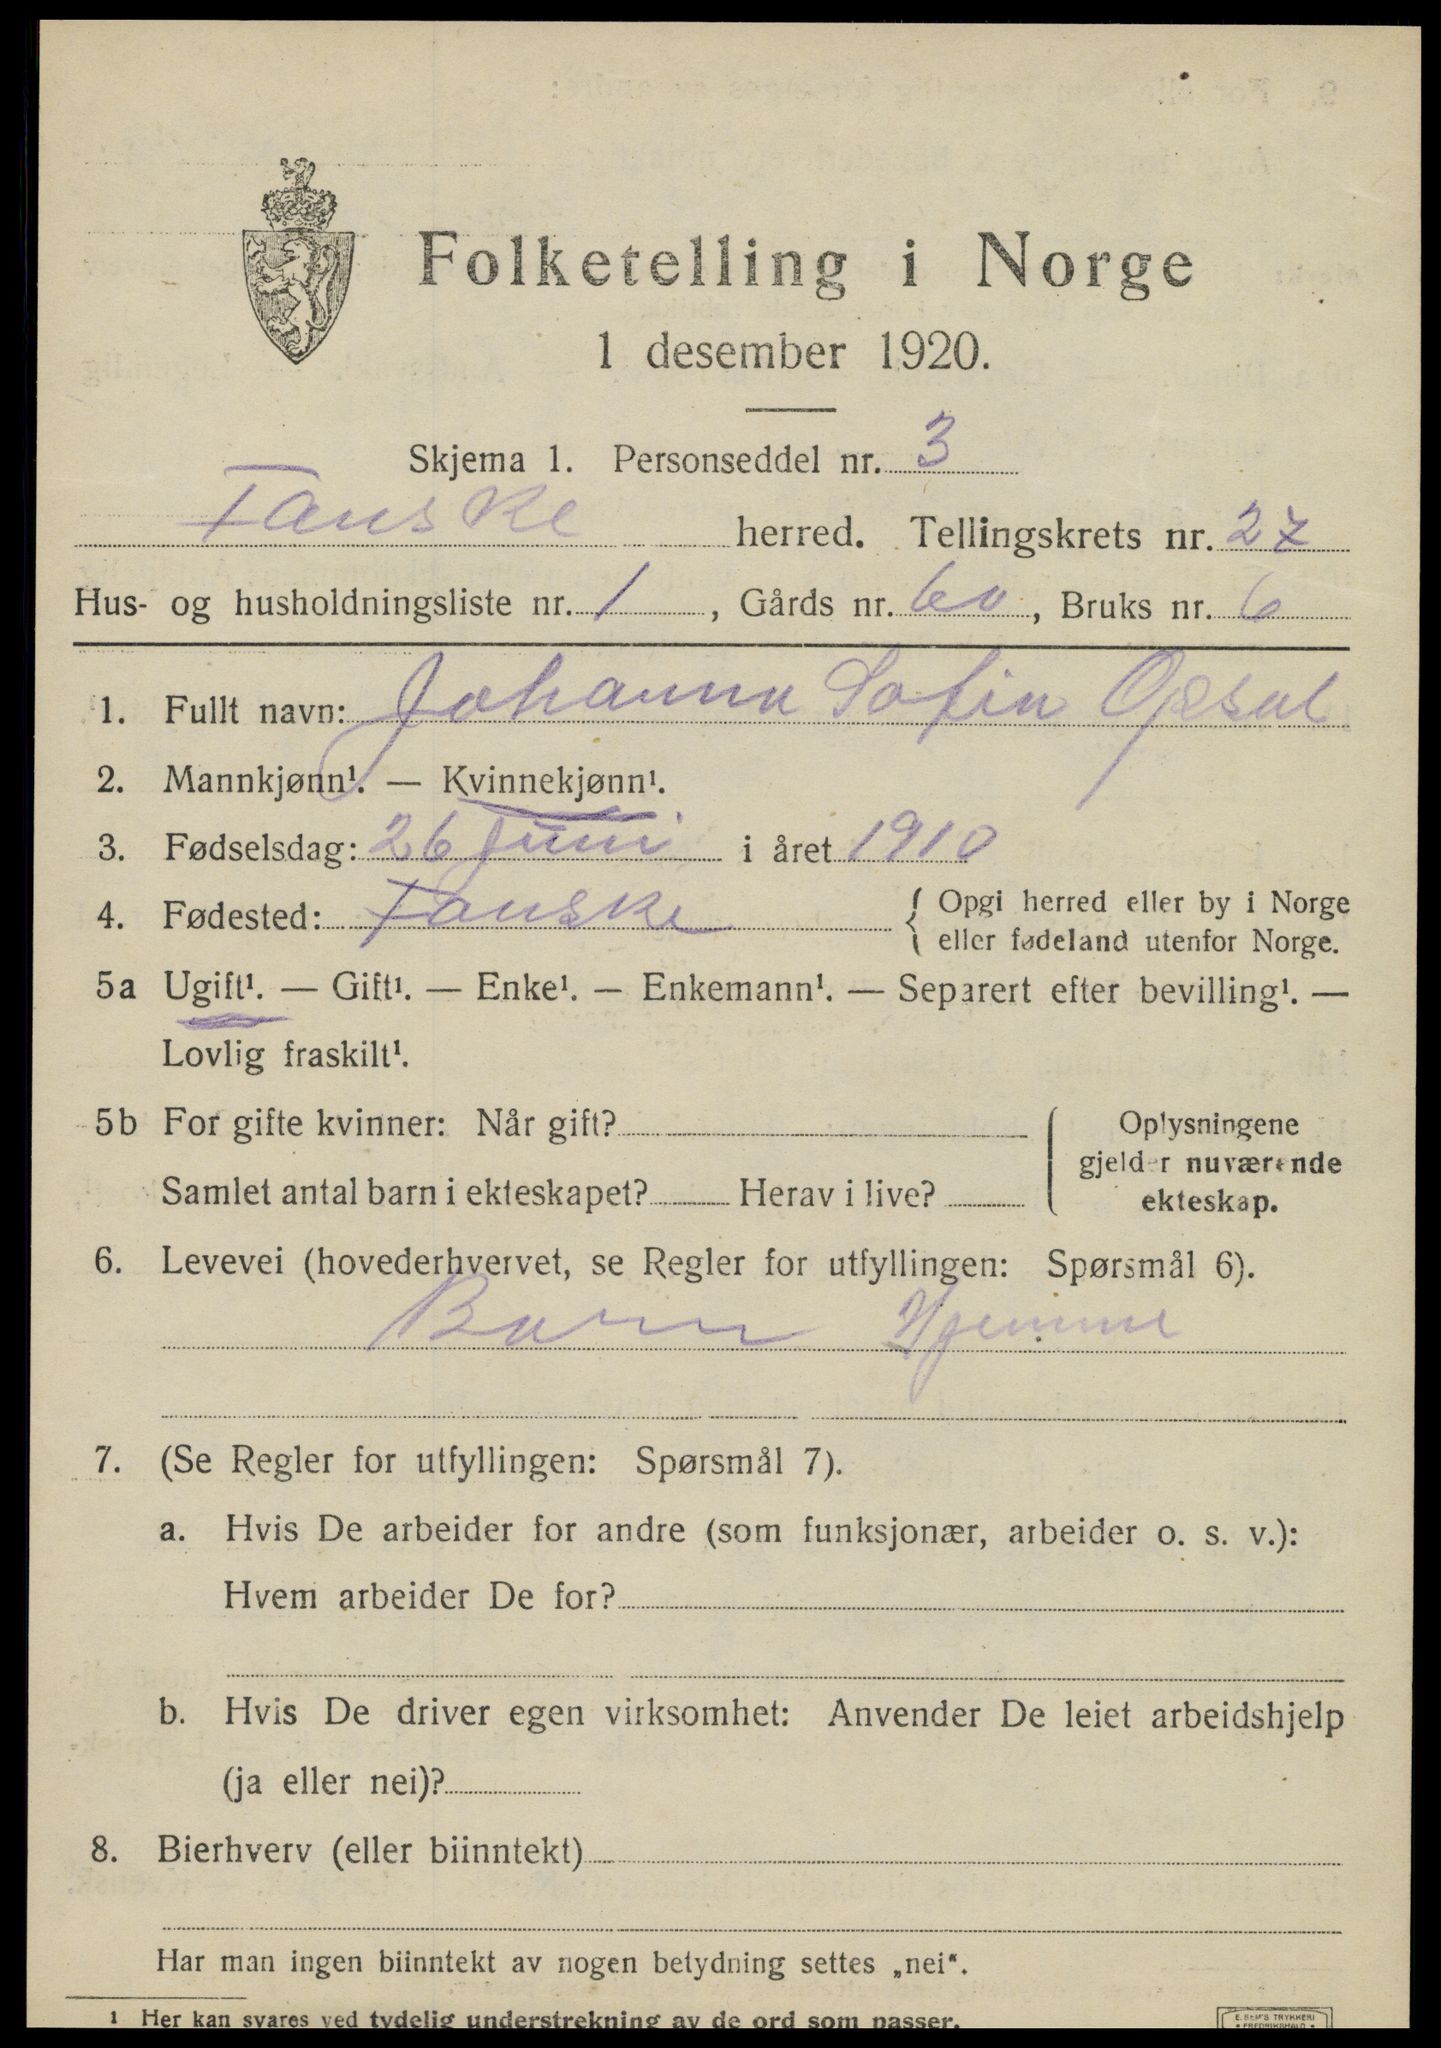 Folketelling i Norge
1 desember 1920.
Skjema 1. Personseddel nr. 3
Fauske herred. Tellingskrets nr. 27
Hus- og husholdningsliste nr. 1, Gårds nr. 60, Bruks nr. 6
1. Fullt navn: Johanna Sofin Opsal
2. Mannkjønn¹. — Kvinnekjønn¹.
3. Fødselsdag: 26 Juni i året 1910
4. Fødested: Fauske { Opgi herred eller by i Norge
eller fødeland utenfor Norge.
5a Ugift¹. — Gift¹. — Enke¹. — Enkemann¹. — Separert efter bevilling¹. —
Lovlig fraskilt¹.
5b For gifte kvinner: Når gift?
Samlet antal barn i ekteskapet? Herav i live?
{ Oplysningene
gjelder nuværende
ekteskap.
6. Levevei (hovederhvervet, se Regler for utfyllingen: Spørsmål 6).
Barn Hjemme
7. (Se Regler for utfyllingen: Spørsmål 7).
a. Hvis De arbeider for andre (som funksjonær, arbeider o. s. v.):
Hvem arbeider De for?
b. Hvis De driver egen virksomhet: Anvender De leiet arbeidshjelp
(ja eller nei)?
8. Bierhverv (eller biinntekt)
Har man ingen biinntekt av nogen betydning settes „nei“.
¹ Her kan svares ved tydelig understrekning av de ord som passer.
E. SEM'S TRYKKERI
• FREDRIKSHALD •